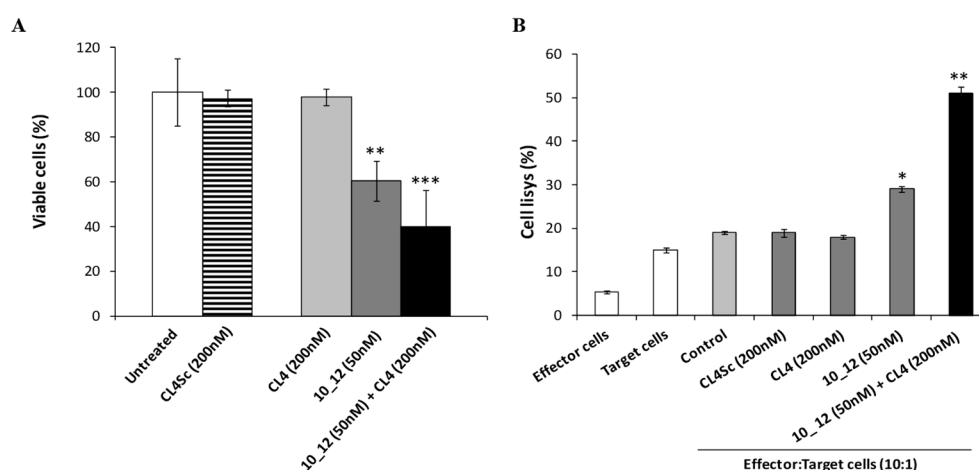 A
Viable cells (%)
120
100
80
60
40
20
0
**
***
Untreated
CL4Sc (200nM)
CL4 (200nM)
10_12 (50nM)
10_12 (50nM) + CL4 (200nM)
B
Cell lisys (%)
60
50
40
30
20
10
0
*
**
Effector cells
Target cells
Control
CL4Sc (200nM)
CL4 (200nM)
10_12 (50nM)
10_12 (50nM) + CL4 (200nM)
Effector:Target cells (10:1)